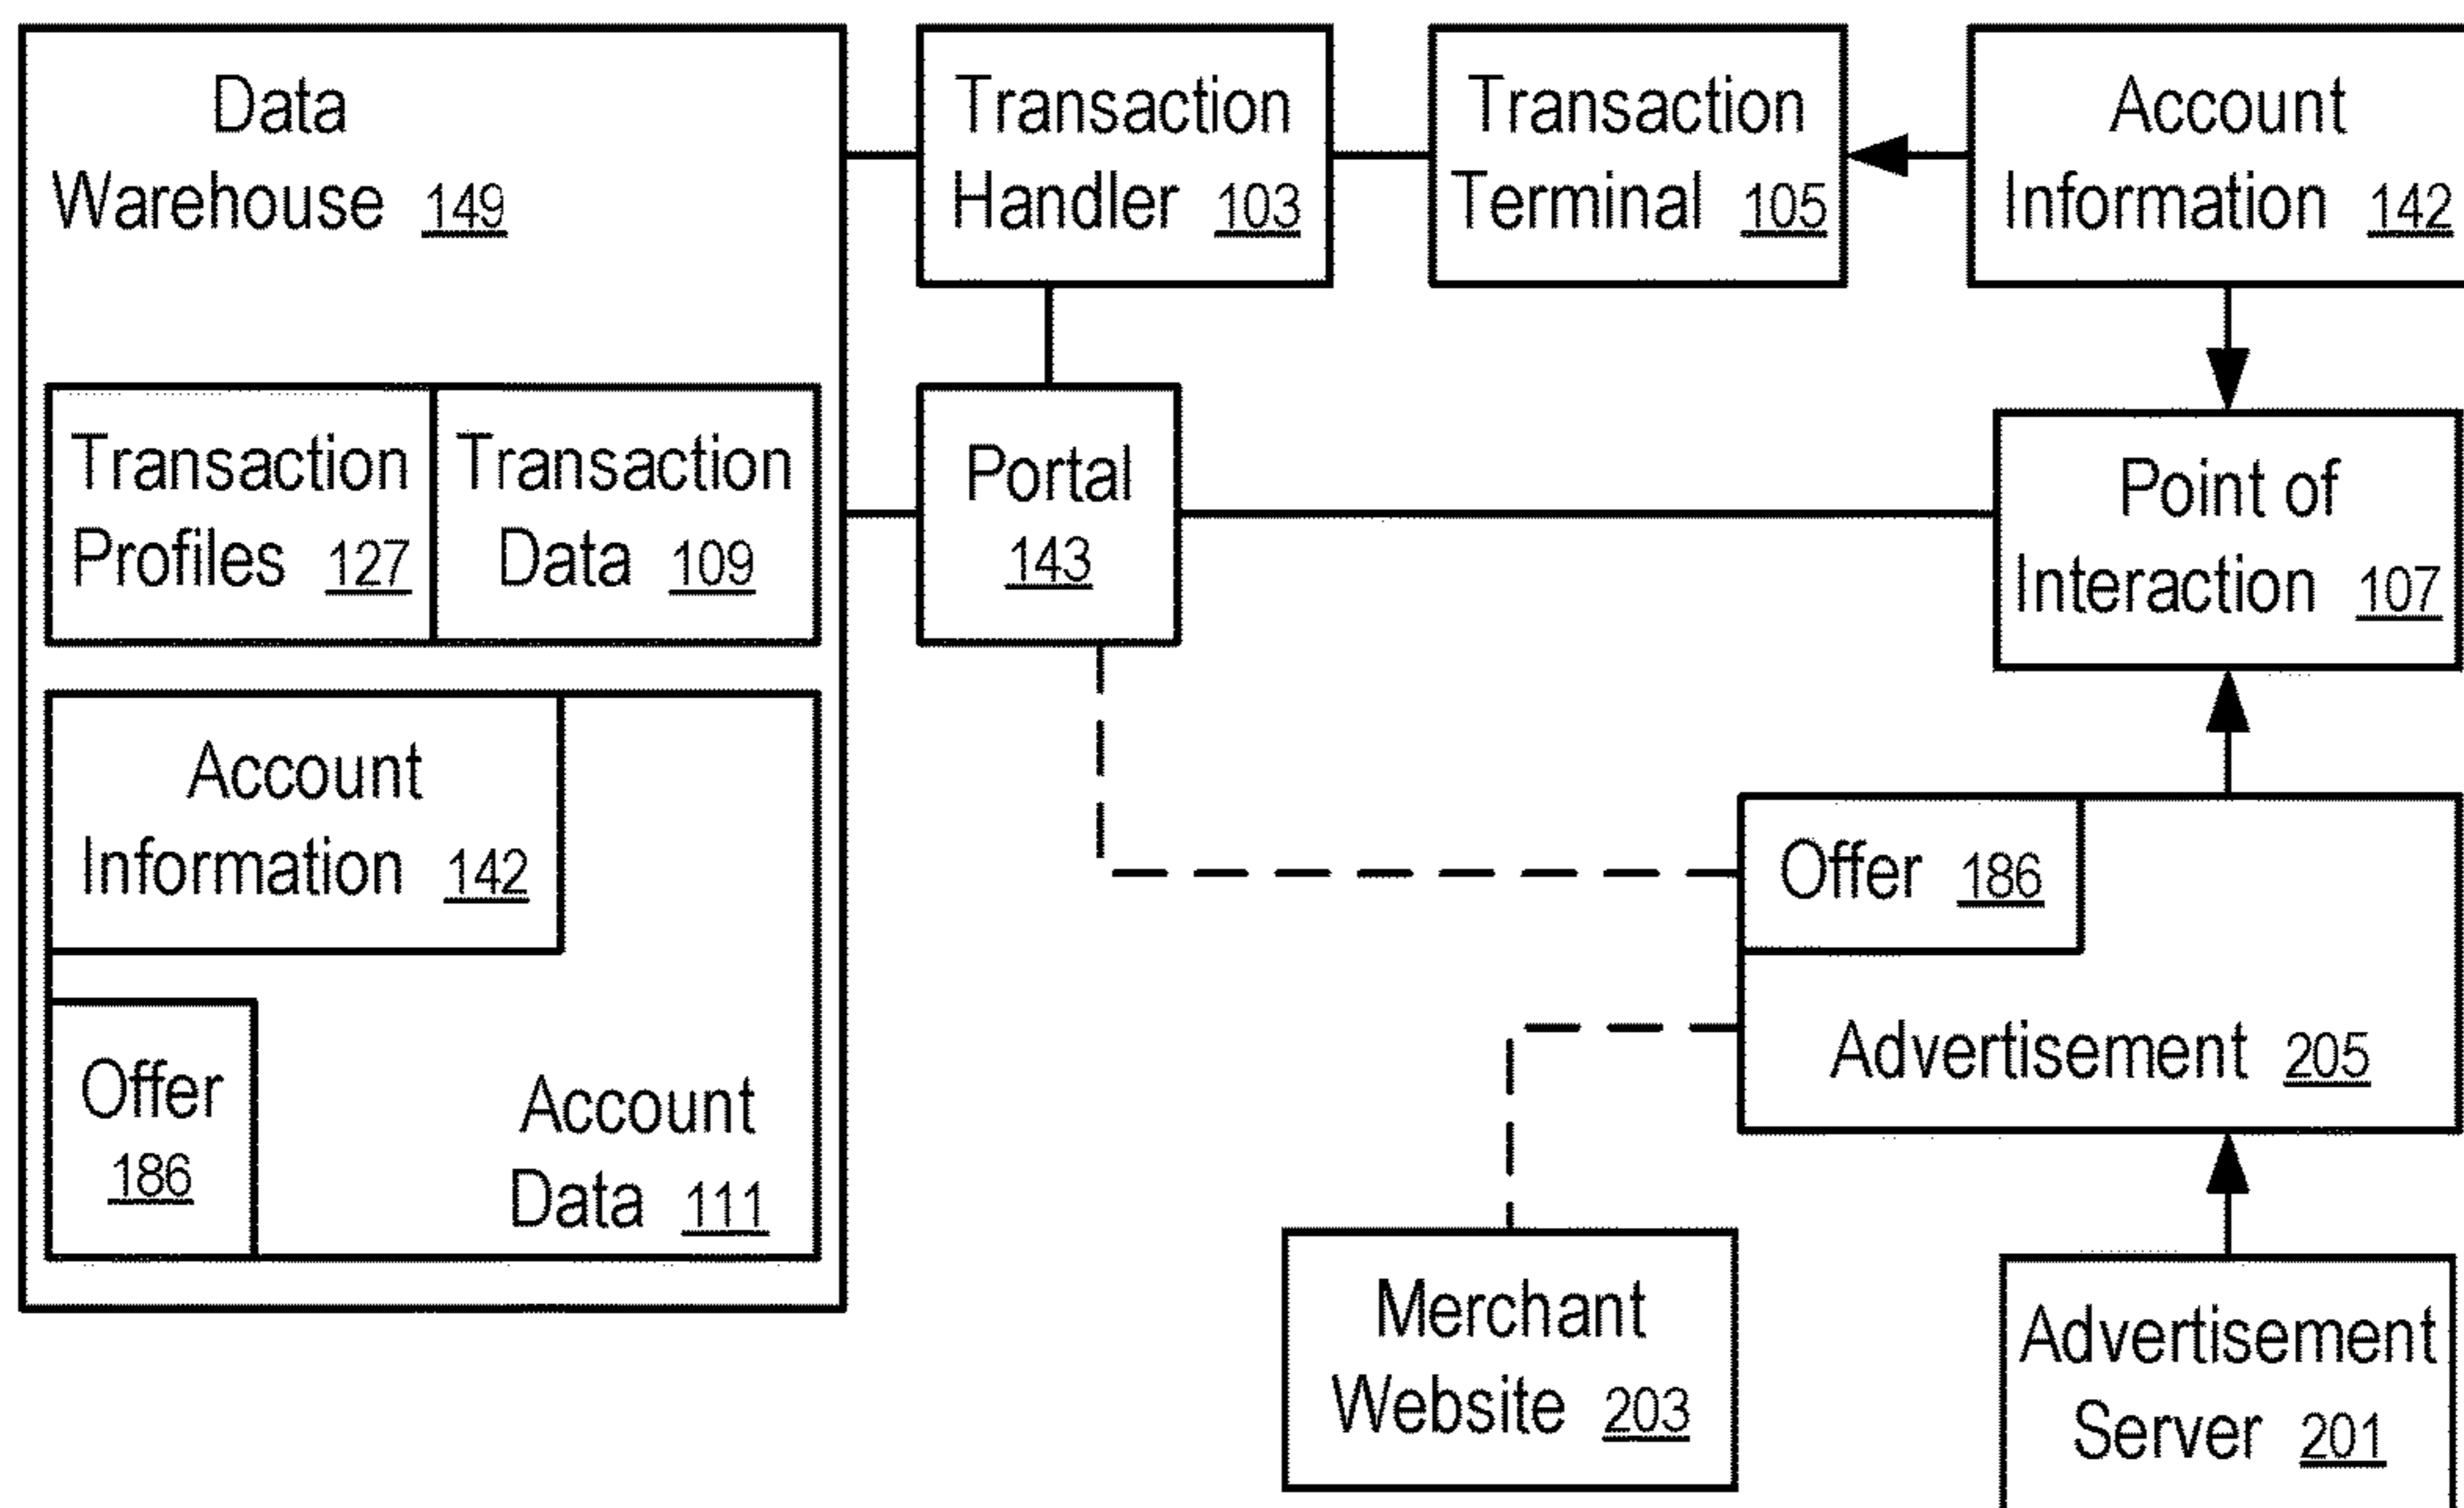 Data
Warehouse 149
Transaction
Handler 103
Transaction
Terminal 105
Account
Information 142
Transaction
Profiles 127
Transaction
Data 109
Portal
143
Point of
Interaction 107
Account
Information 142
Offer 186
Advertisement 205
Offer
186
Account
Data 111
Merchant
Website 203
Advertisement
Server 201